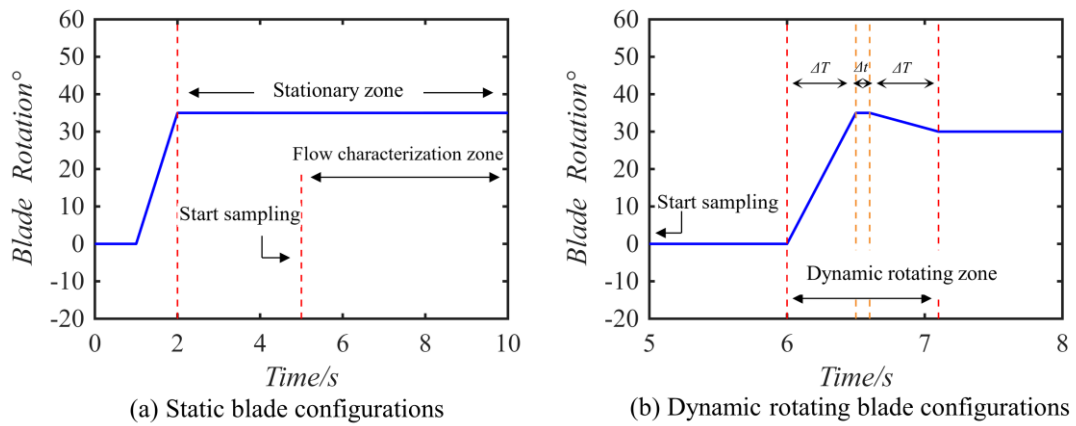 60
50
40
30
20
10
0
-10
-20
Blade Rotation°
Stationary zone
Flow characterization zone
Start sampling
0 2 4 6 8 10
Time/s
(a) Static blade configurations
60
50
40
30
20
10
0
-10
-20
Blade Rotation°
ΔT Δt ΔT
Start sampling
Dynamic rotating zone
5 6 7 8
Time/s
(b) Dynamic rotating blade configurations